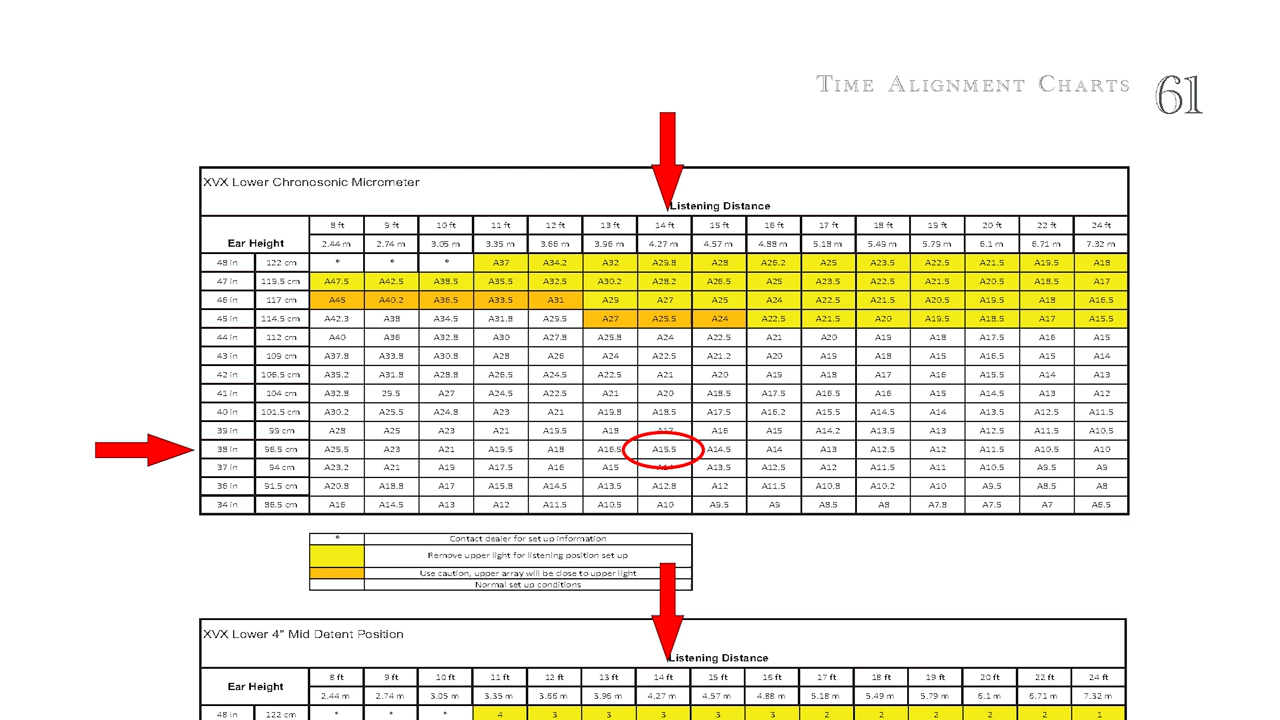 TIME ALIGNMENT CHARTS 61
XVX Lower Chronosonic Micrometer
Listening Distance
Ear Height 8 ft 9 ft 10 ft 11 ft 12 ft 13 ft 14 ft 15 ft 16 ft 17 ft 18 ft 19 ft 20 ft 22 ft 24 ft
2.44 m 2.74 m 3.05 m 3.35 m 3.66 m 3.96 m 4.27 m 4.57 m 4.88 m 5.18 m 5.49 m 5.79 m 6.1 m 6.71 m 7.32 m
48 in 122 cm * * * A37 A34.2 A32 A29.8 A28 A26.2 A25 A23.5 A22.5 A21.5 A19.5 A18
47 in 119.5 cm A47.5 A42.5 A38.5 A35.5 A32.5 A30.2 A28.2 A26.5 A25 A23.5 A22.5 A21.5 A20.5 A18.5 A17
46 in 117 cm A45 A40.2 A36.5 A33.5 A31 A29 A27 A25 A24 A22.5 A21.5 A20.5 A19.5 A18 A16.5
45 in 114.5 cm A42.3 A38 A34.5 A31.8 A29.5 A27 A25.5 A24 A22.5 A21.5 A20 A19.5 A18.5 A17 A15.5
44 in 112 cm A40 A36 A32.8 A30 A27.8 A25.8 A24 A22.5 A21 A20 A19 A18 A17.5 A16 A15
43 in 109 cm A37.8 A33.8 A30.8 A28 A26 A24 A22.5 A21.2 A20 A19 A18 A15 A16.5 A15 A14
42 in 106.5 cm A35.2 A31.8 A28.8 A26.5 A24.5 A22.5 A21 A20 A19 A18 A17 A16 A15.5 A14 A13
41 in 104 cm A32.8 29.5 A27 A24.5 A22.5 A21 A20 A18.5 A17.5 A16.5 A16 A15 A14.5 A13 A12
40 in 101.5 cm A30.2 A25.5 A24.8 A23 A21 A19.8 A18.5 A17.5 A16.2 A15.5 A14.5 A14 A13.5 A12.5 A11.5
39 in 99 cm A28 A25 A23 A21 A19.5 A18 A17 A16 A15 A14.2 A13.5 A13 A12.5 A11.5 A10.5
38 in 96.5 cm A25.5 A23 A21 A19.5 A18 A16.5 A15.5 A14.5 A14 A13 A12.5 A12 A11.5 A10.5 A10
37 in 94 cm A23.2 A21 A19 A17.5 A16 A15 A14 A13.5 A12.5 A12 A11.5 A11 A10.5 A9.5 A9
36 in 91.5 cm A20.8 A18.8 A17 A15.8 A14.5 A13.5 A12.8 A12 A11.5 A10.8 A10.2 A10 A9.5 A8.5 A8
34 in 86.5 cm A16 A14.5 A13 A12 A11.5 A10.5 A10 A9.5 A9 A8.5 A8 A7.8 A7.5 A7 A6.5
* Contact dealer for set up information
Remove upper light for listening position set up
Use caution, upper array will be close to upper light
Normal set up conditions
XVX Lower 4" Mid Detent Position
Listening Distance
Ear Height 8 ft 9 ft 10 ft 11 ft 12 ft 13 ft 14 ft 15 ft 16 ft 17 ft 18 ft 19 ft 20 ft 22 ft 24 ft
2.44 m 2.74 m 3.05 m 3.35 m 3.66 m 3.96 m 4.27 m 4.57 m 4.88 m 5.18 m 5.49 m 5.79 m 6.1 m 6.71 m 7.32 m
48 in 122 cm * * * 4 3 3 3 3 3 2 2 2 2 2 1